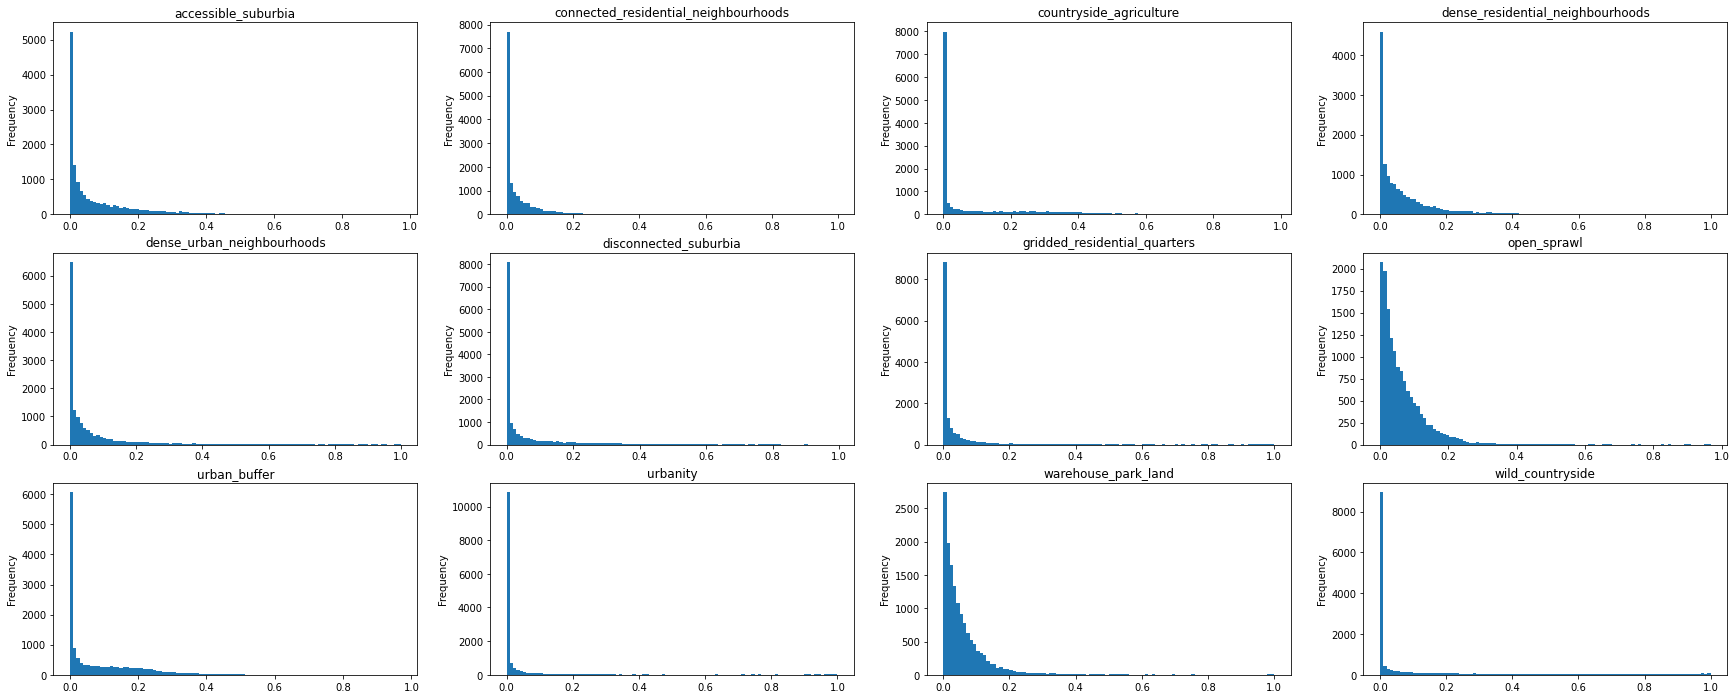 accessible_suburbia
Frequency
5000
4000
3000
2000
1000
0
0.0 0.2 0.4 0.6 0.8 1.0
connected_residential_neighbourhoods
Frequency
8000
7000
6000
5000
4000
3000
2000
1000
0
0.0 0.2 0.4 0.6 0.8 1.0
countryside_agriculture
Frequency
8000
7000
6000
5000
4000
3000
2000
1000
0
0.0 0.2 0.4 0.6 0.8 1.0
dense_residential_neighbourhoods
Frequency
4000
3000
2000
1000
0
0.0 0.2 0.4 0.6 0.8 1.0
dense_urban_neighbourhoods
Frequency
6000
5000
4000
3000
2000
1000
0
0.0 0.2 0.4 0.6 0.8 1.0
disconnected_suburbia
Frequency
8000
7000
6000
5000
4000
3000
2000
1000
0
0.0 0.2 0.4 0.6 0.8 1.0
gridded_residential_quarters
Frequency
8000
6000
4000
2000
0
0.0 0.2 0.4 0.6 0.8 1.0
open_sprawl
Frequency
2000
1750
1500
1250
1000
750
500
250
0
0.0 0.2 0.4 0.6 0.8 1.0
urban_buffer
Frequency
6000
5000
4000
3000
2000
1000
0
0.0 0.2 0.4 0.6 0.8 1.0
urbanity
Frequency
10000
8000
6000
4000
2000
0
0.0 0.2 0.4 0.6 0.8 1.0
warehouse_park_land
Frequency
2500
2000
1500
1000
500
0
0.0 0.2 0.4 0.6 0.8 1.0
wild_countryside
Frequency
8000
6000
4000
2000
0
0.0 0.2 0.4 0.6 0.8 1.0